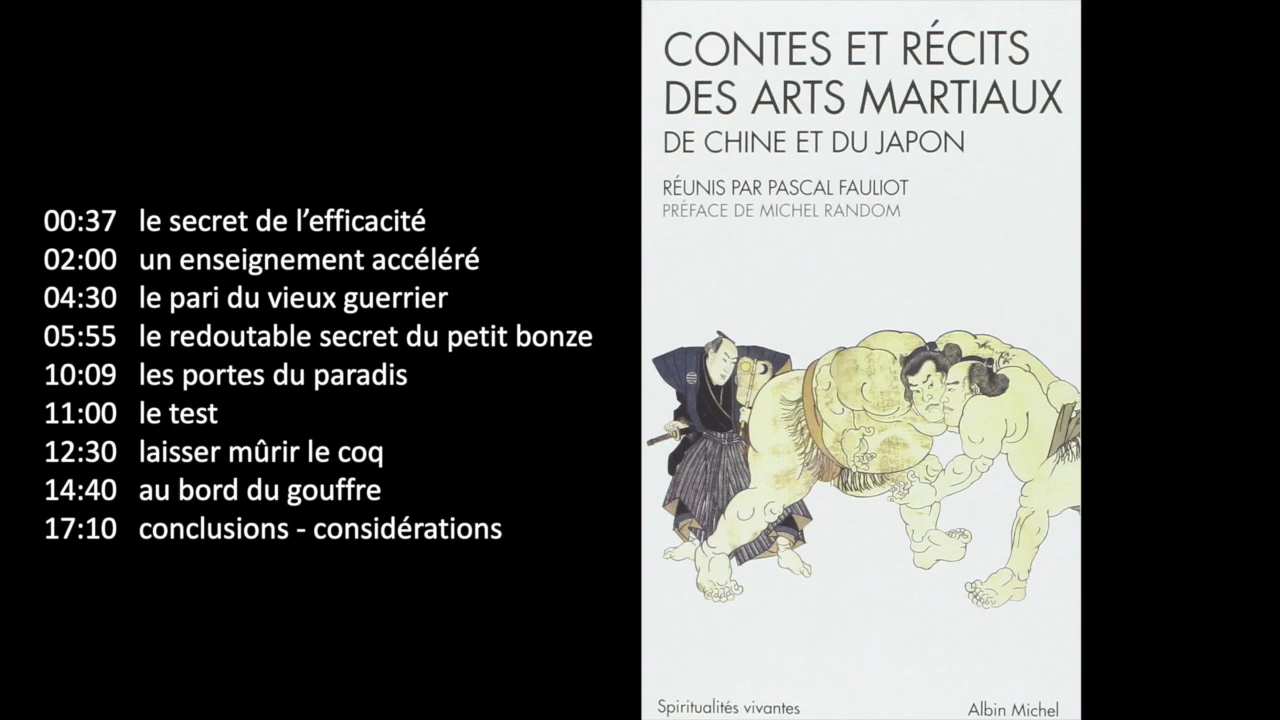 00:37 le secret de l’efficacité
02:00 un enseignement accéléré
04:30 le pari du vieux guerrier
05:55 le redoutable secret du petit bonze
10:09 les portes du paradis
11:00 le test
12:30 laisser mûrir le coq
14:40 au bord du gouffre
17:10 conclusions - considérations
CONTES ET RÉCITS
DES ARTS MARTIAUX
DE CHINE ET DU JAPON
RÉUNIS PAR PASCAL FAULIOT
PRÉFACE DE MICHEL RANDOM
Spiritualités vivantes
Albin Michel